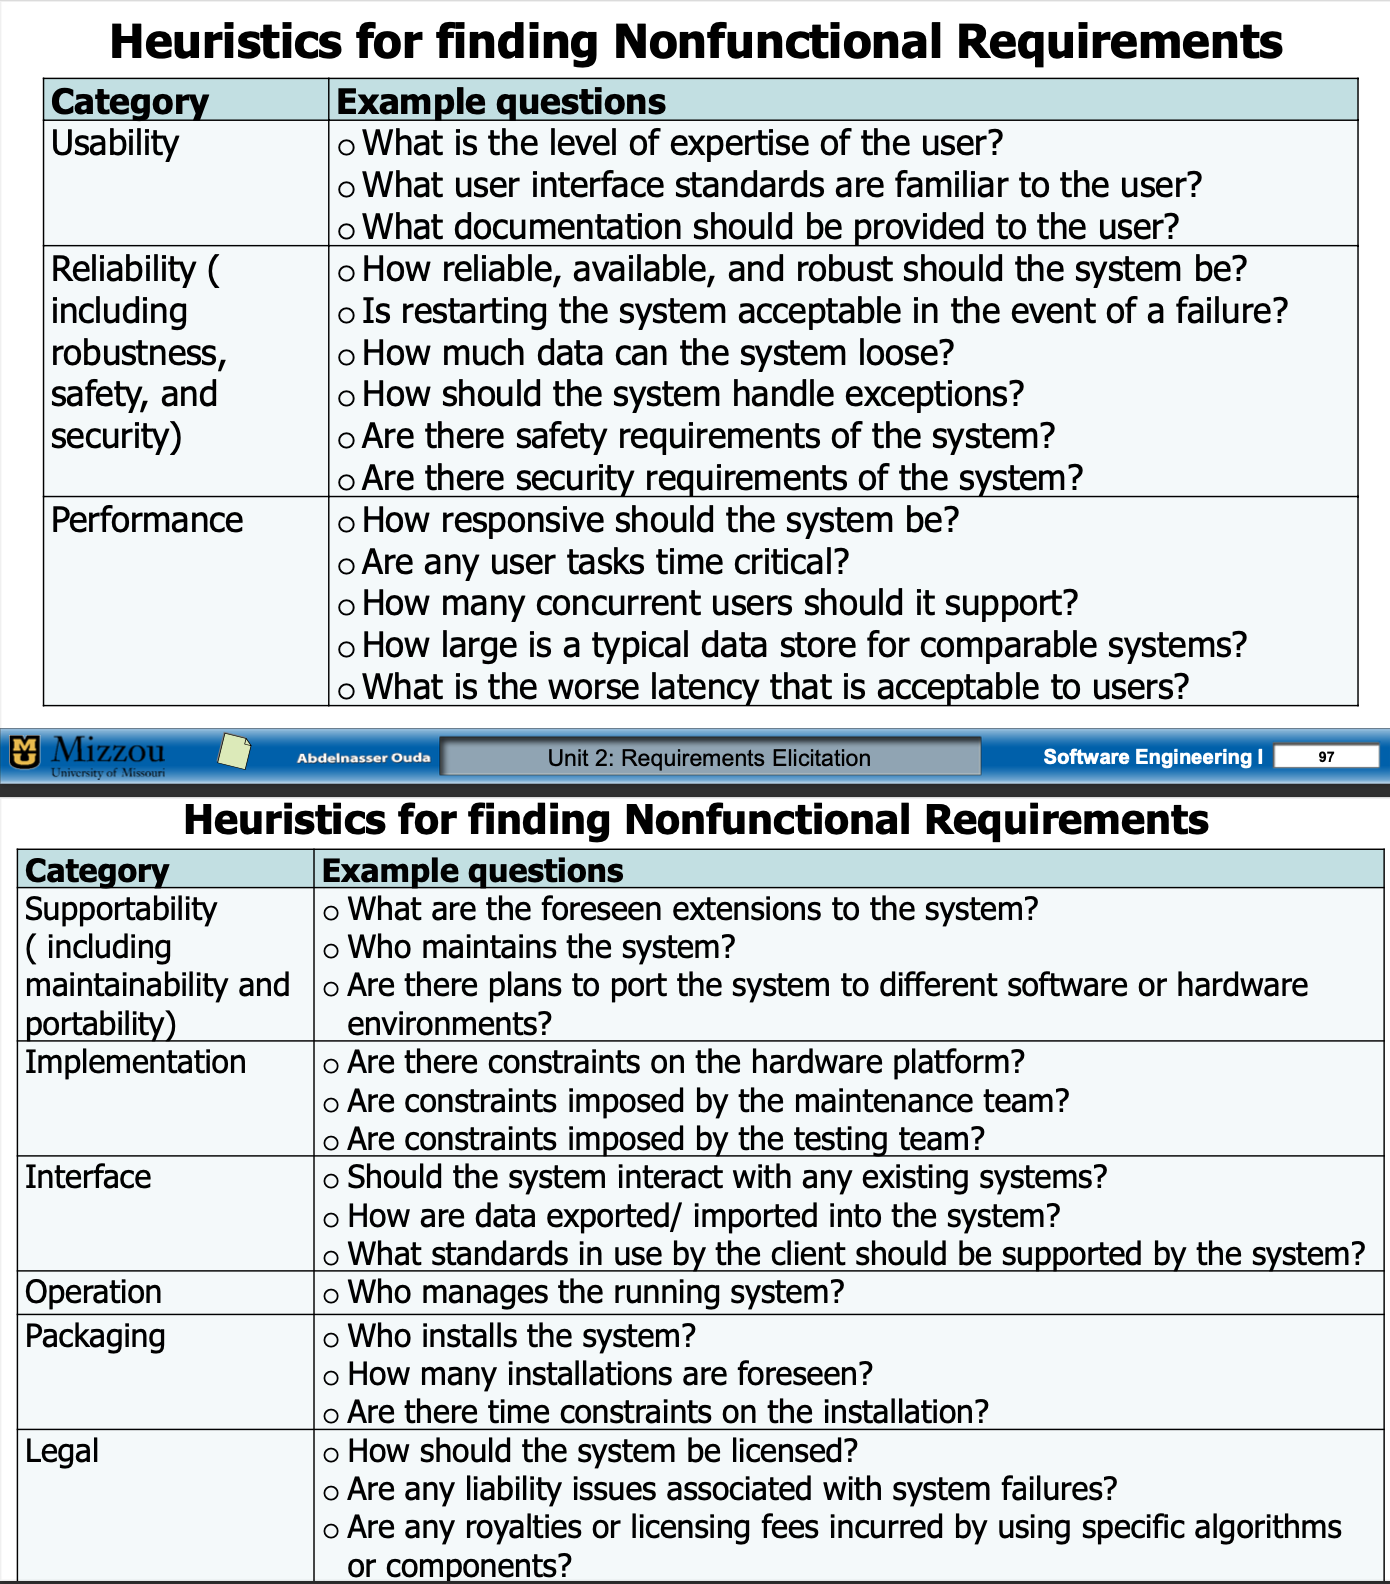 Heuristics for finding Nonfunctional Requirements
Category
Example questions
Usability
o What is the level of expertise of the user?
o What user interface standards are familiar to the user?
o What documentation should be provided to the user?
Reliability (
including
robustness,
safety, and
security)
o How reliable, available, and robust should the system be?
o Is restarting the system acceptable in the event of a failure?
o How much data can the system loose?
o How should the system handle exceptions?
o Are there safety requirements of the system?
o Are there security requirements of the system?
Performance
o How responsive should the system be?
o Are any user tasks time critical?
o How many concurrent users should it support?
o How large is a typical data store for comparable systems?
o What is the worse latency that is acceptable to users?
Mizzou
University of Missouri
Abdelnasser Ouda
Unit 2: Requirements Elicitation
Software Engineering I
97
Heuristics for finding Nonfunctional Requirements
Category
Example questions
Supportability
( including
maintainability and
portability)
o What are the foreseen extensions to the system?
o Who maintains the system?
o Are there plans to port the system to different software or hardware
environments?
Implementation
o Are there constraints on the hardware platform?
o Are constraints imposed by the maintenance team?
o Are constraints imposed by the testing team?
Interface
o Should the system interact with any existing systems?
o How are data exported/ imported into the system?
o What standards in use by the client should be supported by the system?
Operation
o Who manages the running system?
Packaging
o Who installs the system?
o How many installations are foreseen?
o Are there time constraints on the installation?
Legal
o How should the system be licensed?
o Are any liability issues associated with system failures?
o Are any royalties or licensing fees incurred by using specific algorithms
or components?